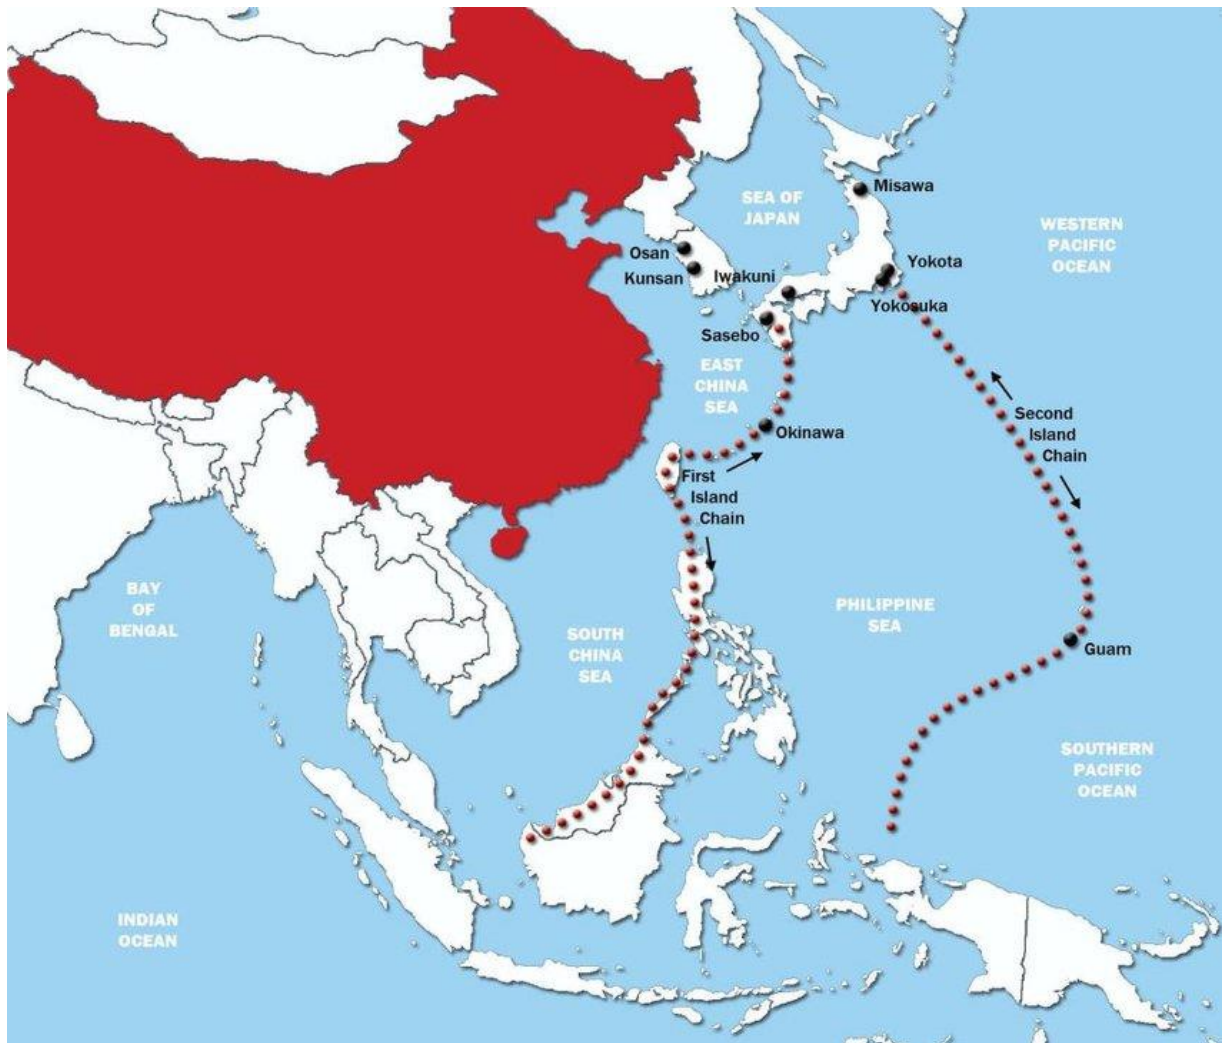 Misawa
SEA OF
JAPAN
WESTERN
PACIFIC
OCEAN
Osan
Kunsan
Iwakuni
Yokota
Yokosuka
Sasebo
EAST
CHINA
SEA
Okinawa
Second
Island
Chain
First
Island
Chain
BAY
OF
BENGAL
SOUTH
CHINA
SEA
PHILIPPINE
SEA
Guam
SOUTHERN
PACIFIC
OCEAN
INDIAN
OCEAN